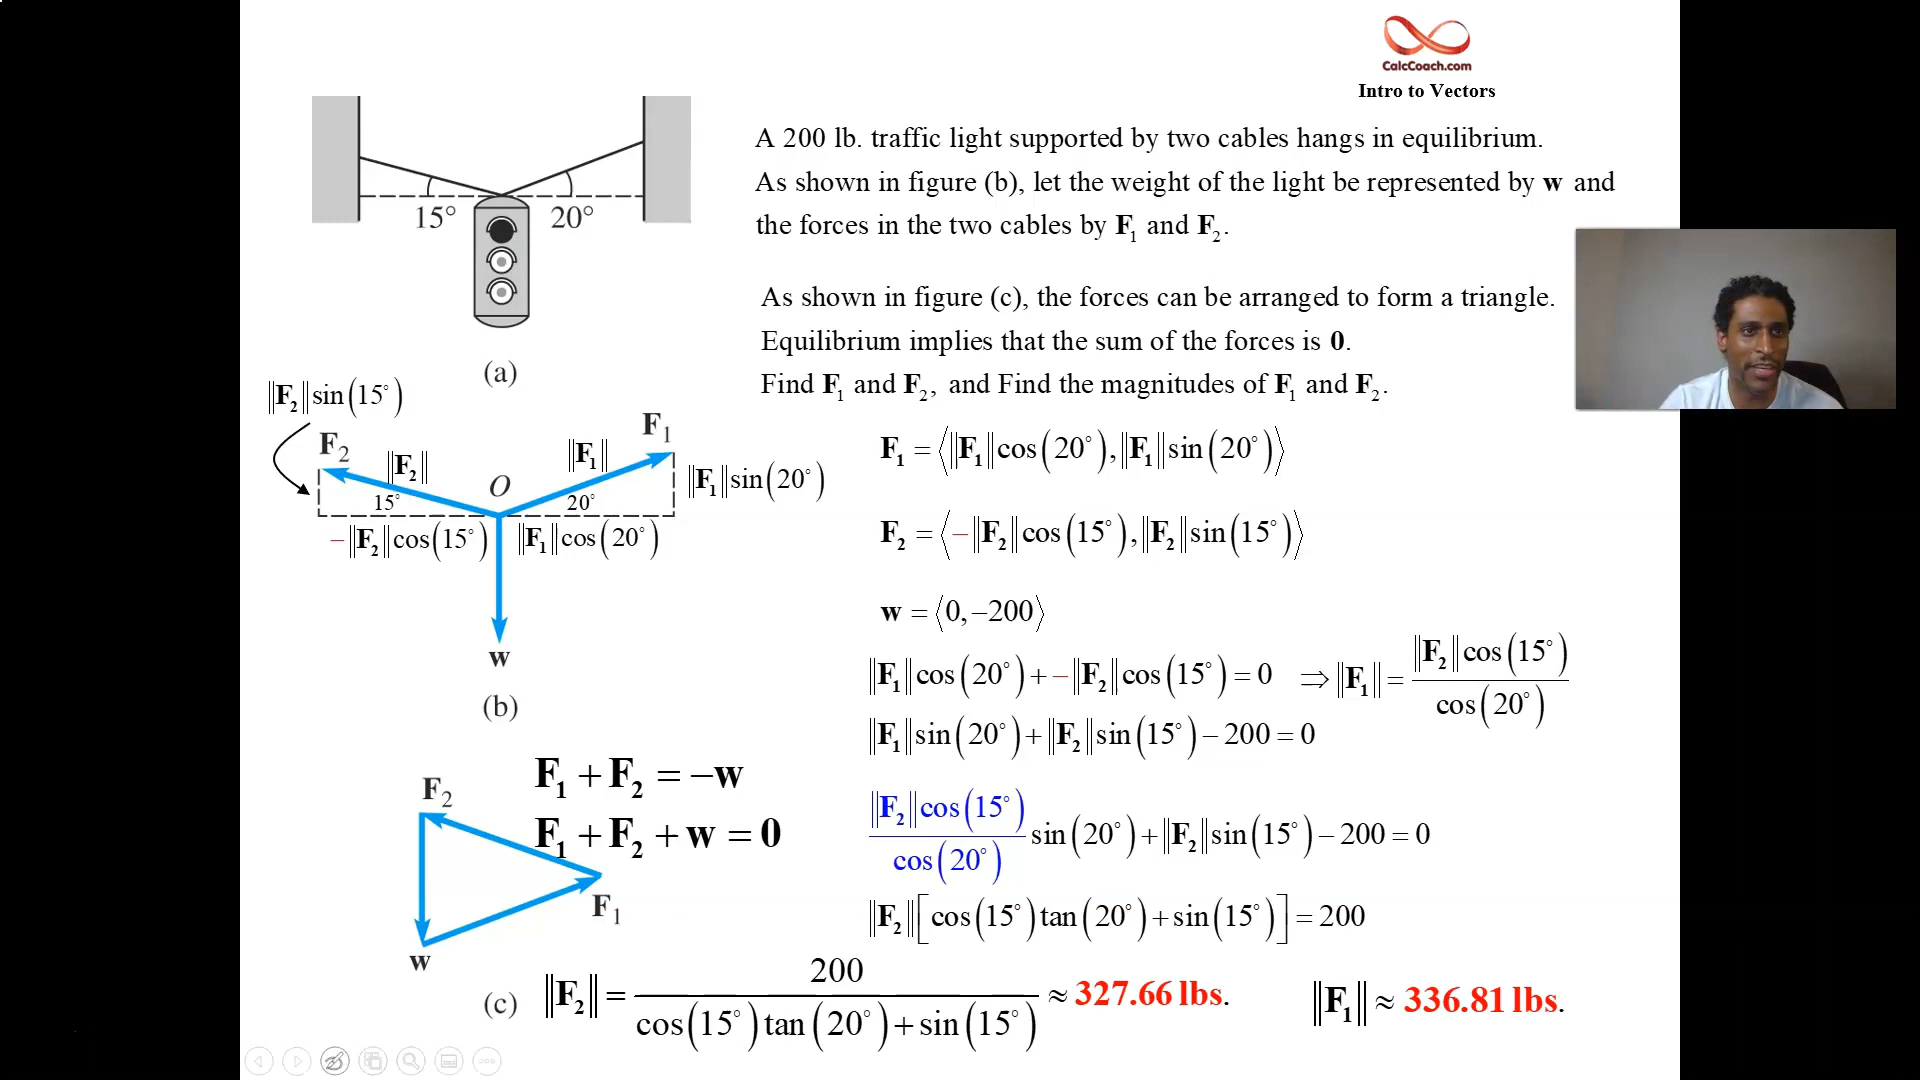 CalcCoach.com
Intro to Vectors
A 200 lb. traffic light supported by two cables hangs in equilibrium.
As shown in figure (b), let the weight of the light be represented by w and
the forces in the two cables by F₁ and F₂.
15° 20°
(a)
As shown in figure (c), the forces can be arranged to form a triangle.
Equilibrium implies that the sum of the forces is 0.
Find F₁ and F₂, and Find the magnitudes of F₁ and F₂.
‖F₂‖sin(15°)
F₂ ‖F₂‖ ‖F₁‖ F₁
15° O 20° ‖F₁‖sin(20°)
−‖F₂‖cos(15°) ‖F₁‖cos(20°)
w
(b)
F₁ = ⟨‖F₁‖cos(20°), ‖F₁‖sin(20°)⟩
F₂ = ⟨−‖F₂‖cos(15°), ‖F₂‖sin(15°)⟩
w = ⟨0, −200⟩
‖F₁‖cos(20°) + −‖F₂‖cos(15°) = 0 ⇒ ‖F₁‖ = ‖F₂‖cos(15°) / cos(20°)
‖F₁‖sin(20°) + ‖F₂‖sin(15°) − 200 = 0
F₁ + F₂ = −w
F₁ + F₂ + w = 0
F₂
F₁
w
(c)
‖F₂‖cos(15°) / cos(20°) sin(20°) + ‖F₂‖sin(15°) − 200 = 0
‖F₂‖[cos(15°)tan(20°) + sin(15°)] = 200
‖F₂‖ = 200 / cos(15°)tan(20°) + sin(15°) ≈ 327.66 lbs. ‖F₁‖ ≈ 336.81 lbs.